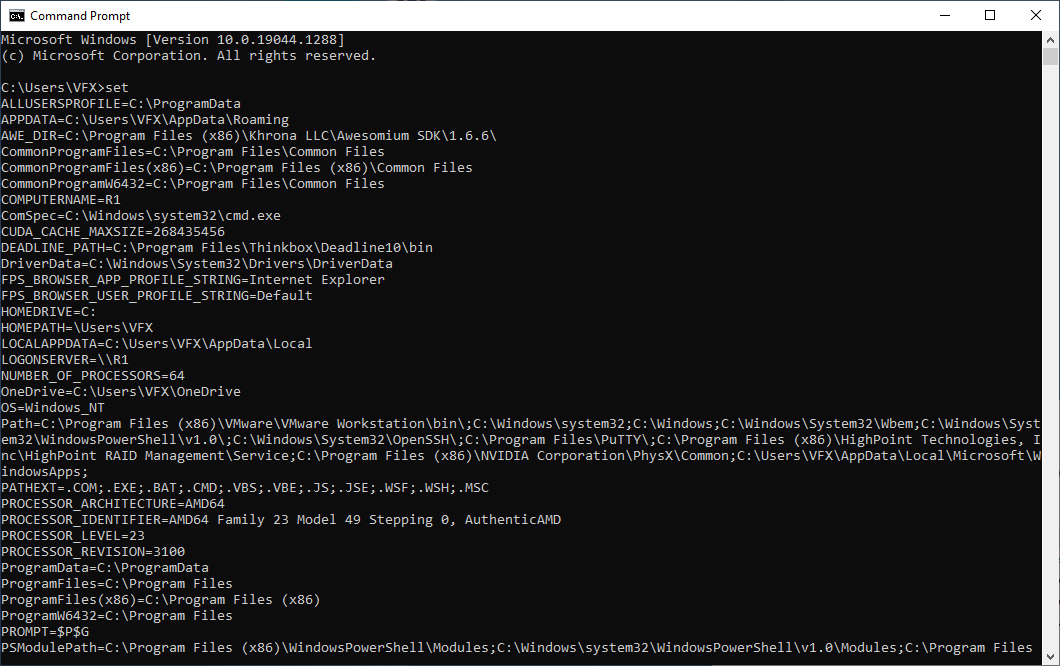 Command Prompt
Microsoft Windows [Version 10.0.19044.1288]
(c) Microsoft Corporation. All rights reserved.
C:\Users\VFX>set
ALLUSERSPROFILE=C:\ProgramData
APPDATA=C:\Users\VFX\AppData\Roaming
AWE_DIR=C:\Program Files (x86)\Khrona LLC\Awesomium SDK\1.6.6\
CommonProgramFiles=C:\Program Files\Common Files
CommonProgramFiles(x86)=C:\Program Files (x86)\Common Files
CommonProgramW6432=C:\Program Files\Common Files
COMPUTERNAME=R1
ComSpec=C:\Windows\system32\cmd.exe
CUDA_CACHE_MAXSIZE=268435456
DEADLINE_PATH=C:\Program Files\Thinkbox\Deadline10\bin
DriverData=C:\Windows\System32\Drivers\DriverData
FPS_BROWSER_APP_PROFILE_STRING=Internet Explorer
FPS_BROWSER_USER_PROFILE_STRING=Default
HOMEDRIVE=C:
HOMEPATH=\Users\VFX
LOCALAPPDATA=C:\Users\VFX\AppData\Local
LOGONSERVER=\\R1
NUMBER_OF_PROCESSORS=64
OneDrive=C:\Users\VFX\OneDrive
OS=Windows_NT
Path=C:\Program Files (x86)\VMware\VMware Workstation\bin\;C:\Windows\system32;C:\Windows;C:\Windows\System32\Wbem;C:\Windows\Syst
em32\WindowsPowerShell\v1.0\;C:\Windows\System32\OpenSSH\;C:\Program Files\PuTTY\;C:\Program Files (x86)\HighPoint Technologies, I
nc\HighPoint RAID Management\Service;C:\Program Files (x86)\NVIDIA Corporation\PhysX\Common;C:\Users\VFX\AppData\Local\Microsoft\W
indowsApps;
PATHEXT=.COM;.EXE;.BAT;.CMD;.VBS;.VBE;.JS;.JSE;.WSF;.WSH;.MSC
PROCESSOR_ARCHITECTURE=AMD64
PROCESSOR_IDENTIFIER=AMD64 Family 23 Model 49 Stepping 0, AuthenticAMD
PROCESSOR_LEVEL=23
PROCESSOR_REVISION=3100
ProgramData=C:\ProgramData
ProgramFiles=C:\Program Files
ProgramFiles(x86)=C:\Program Files (x86)
ProgramW6432=C:\Program Files
PROMPT=$P$G
PSModulePath=C:\Program Files (x86)\WindowsPowerShell\Modules;C:\Windows\system32\WindowsPowerShell\v1.0\Modules;C:\Program Files